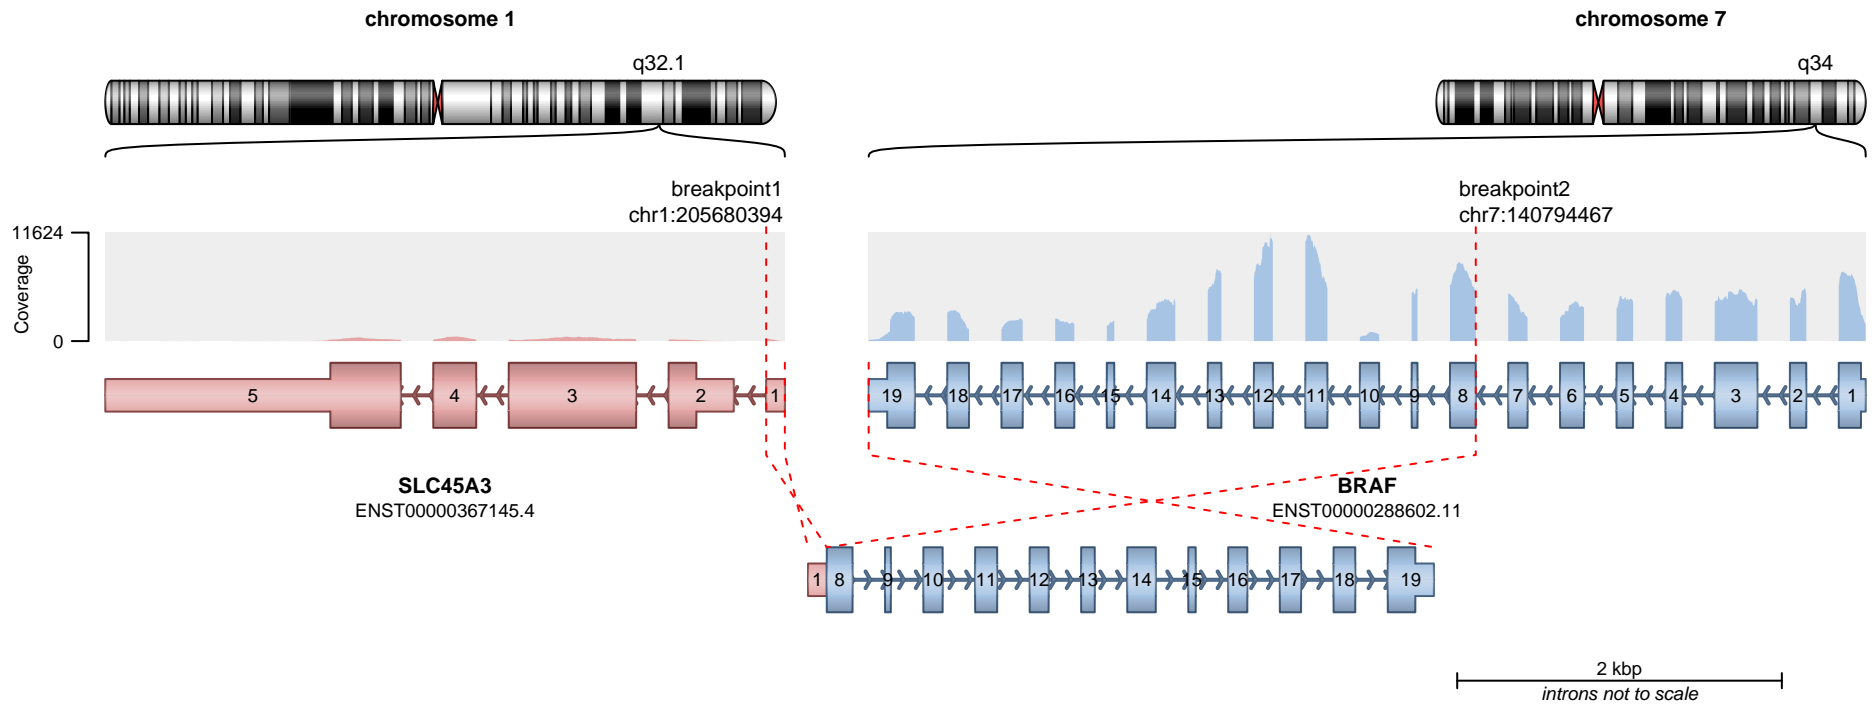 chromosome 1
chromosome 7
q32.1
q34
breakpoint1
chr1:205680394
breakpoint2
chr7:140794467
11624
Coverage
0
5 4 3 2 1
19 18 17 16 15 14 13 12 11 10 9 8 7 6 5 4 3 2 1
SLC45A3
ENST00000367145.4
BRAF
ENST00000288602.11
1 8 9 10 11 12 13 14 15 16 17 18 19
2 kbp
introns not to scale